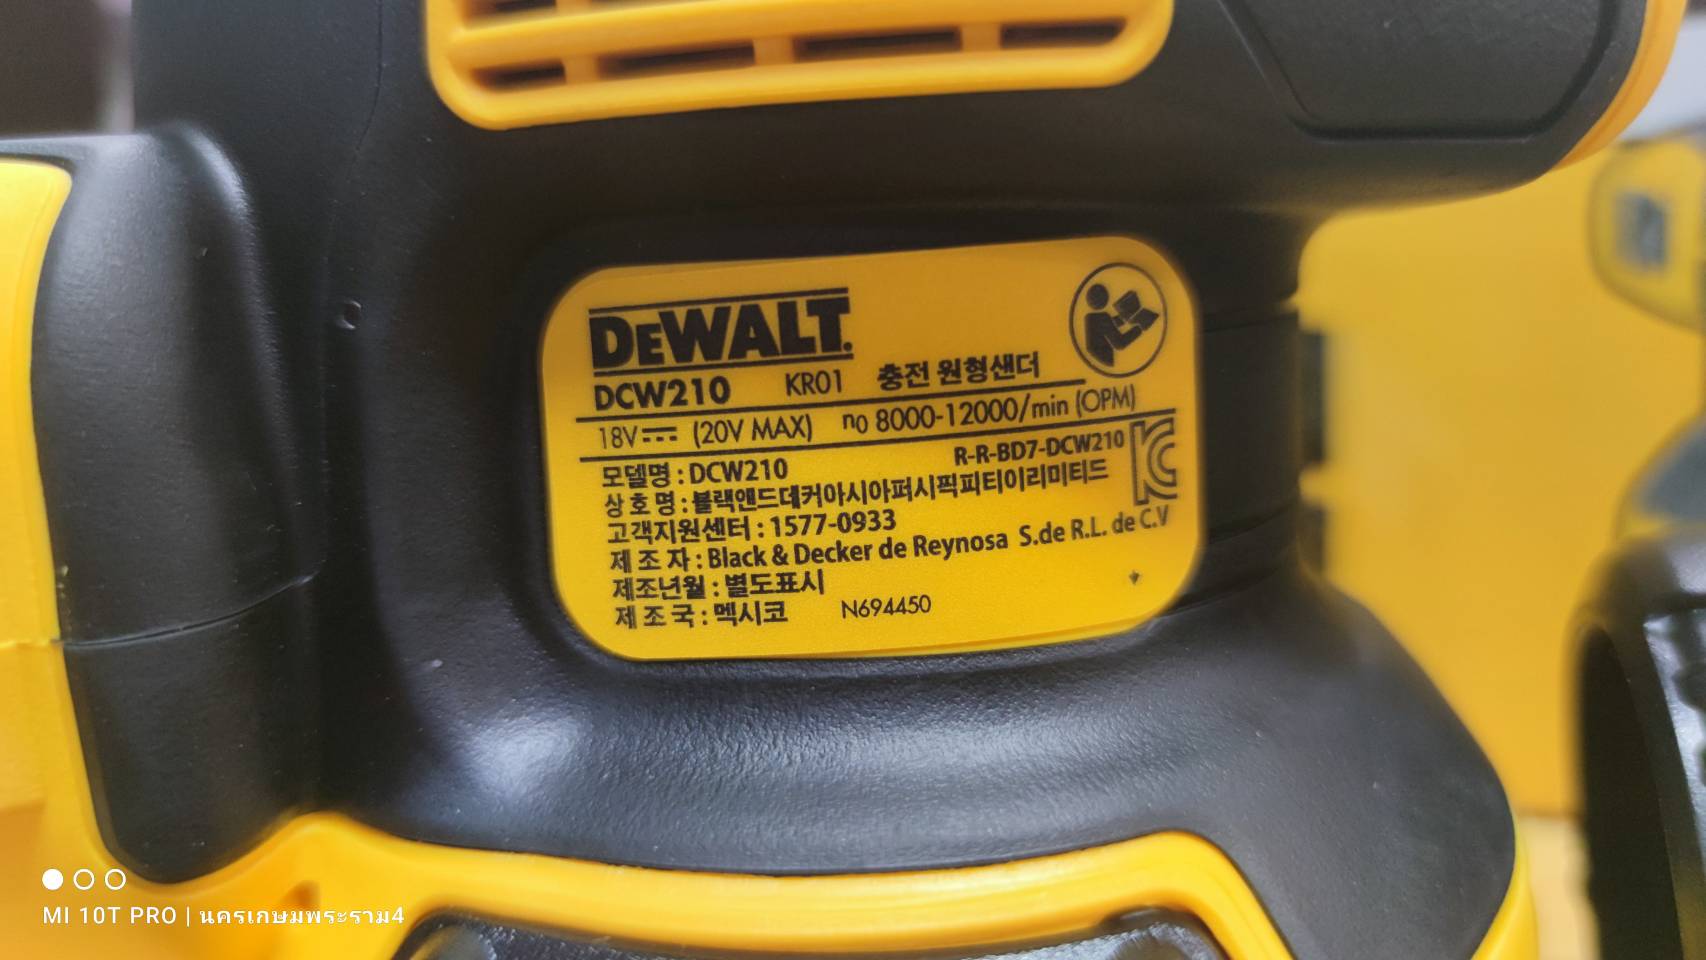 DEWALT.
DCW210 KR01 충전 원형샌더
18V (20V MAX) n0 8000-12000/min (OPM)
R-R-BD7-DCW210
모델명 : DCW210
상 호 명 : 블랙앤드데커아시아퍼시픽피티이리미티드
고객지원센터 : 1577-0933
제 조 자 : Black & Decker de Reynosa S.de R.L. de C.V
제조년월 : 별도표시
제 조 국 : 멕시코 N694450
MI 10T PRO | นครเกษมพระราม4